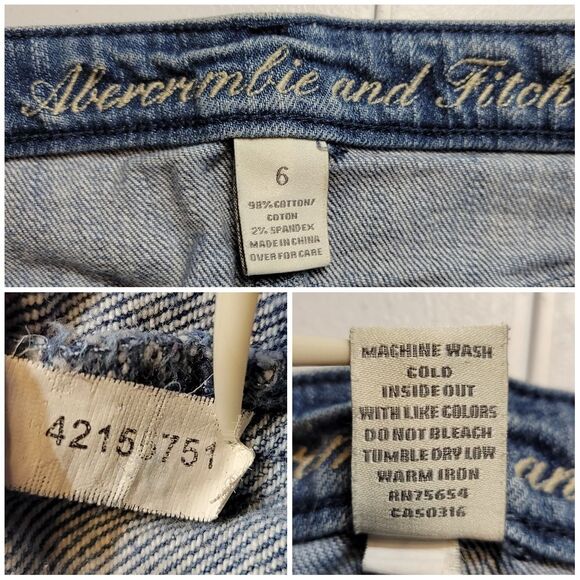 Abercrombie and Fitch
6
98% COTTON/
COTON
2% SPANDEX
MADE IN CHINA
OVER FOR CARE
MACHINE WASH
COLD
INSIDE OUT
WITH LIKE COLORS
DO NOT BLEACH
TUMBLE DRY LOW
WARM IRON
RN75654
CA50316
an